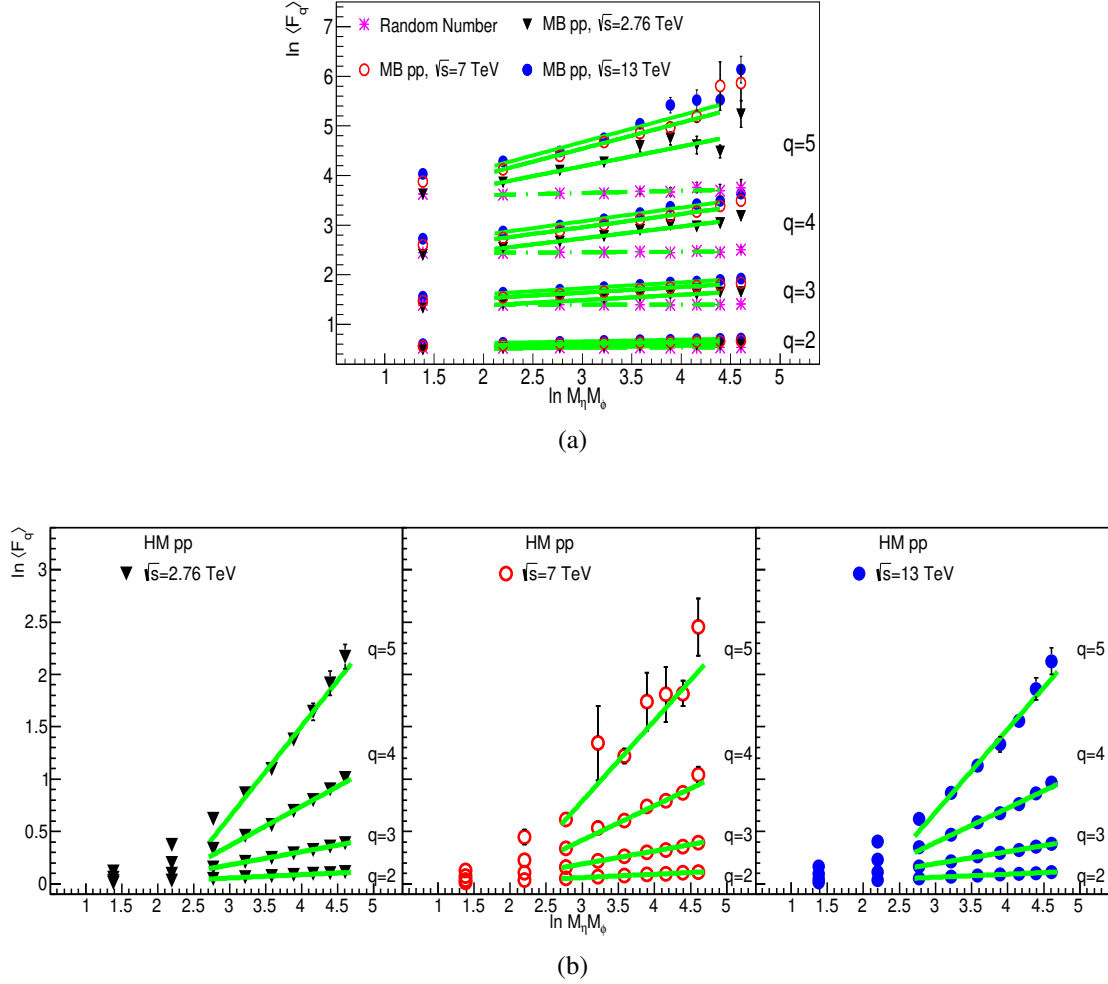 ln ⟨F_q⟩
Random Number
MB pp, √s=2.76 TeV
MB pp, √s=7 TeV
MB pp, √s=13 TeV
7
6
5
4
3
2
1
q=5
q=4
q=3
q=2
1 1.5 2 2.5 3 3.5 4 4.5 5
ln M_η M_ϕ
(a)
ln ⟨F_q⟩
HM pp
√s=2.76 TeV
3
2.5
2
1.5
1
0.5
0
q=5
q=4
q=3
q=2
1 1.5 2 2.5 3 3.5 4 4.5 5
HM pp
√s=7 TeV
q=5
q=4
q=3
q=2
1 1.5 2 2.5 3 3.5 4 4.5 5
ln M_η M_ϕ
HM pp
√s=13 TeV
q=5
q=4
q=3
q=2
1 1.5 2 2.5 3 3.5 4 4.5 5
(b)